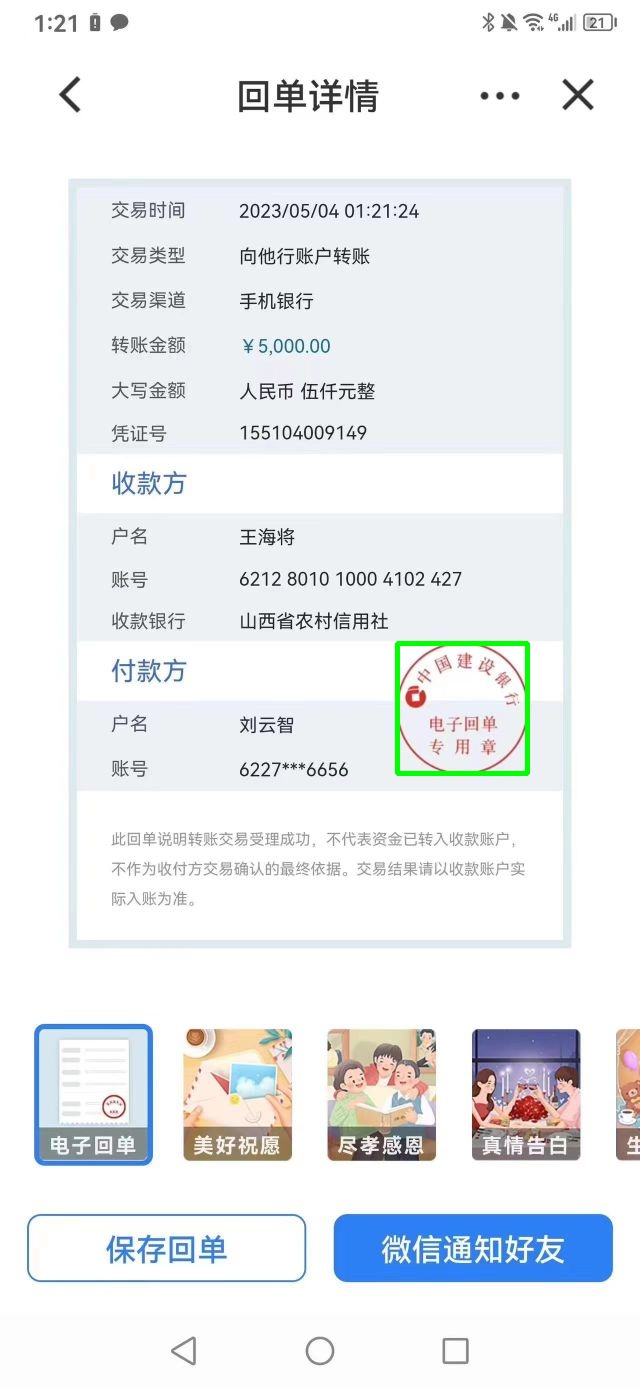 1:21
4G
21
回单详情
交易时间 2023/05/04 01:21:24
交易类型 向他行账户转账
交易渠道 手机银行
转账金额 ￥5,000.00
大写金额 人民币 伍仟元整
凭证号 155104009149
收款方
户名 王海将
账号 6212 8010 1000 4102 427
收款银行 山西省农村信用社
付款方
中国建设银行
电子回单
专用章
户名 刘云智
账号 6227***6656
此回单说明转账交易受理成功，不代表资金已转入收款账户，
不作为收付方交易确认的最终依据。交易结果请以收款账户实
际入账为准。
电子回单 美好祝愿 尽孝感恩 真情告白 生
保存回单 微信通知好友